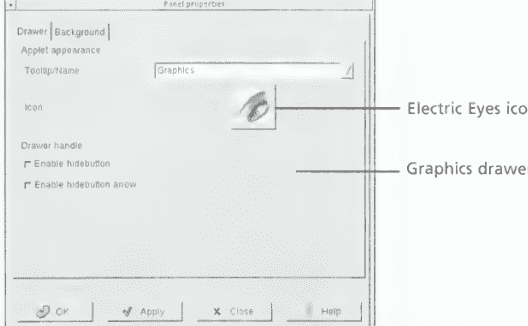 Panel properties
Drawer Background
Applet appearance
Tooltip/Name Graphics
Icon
Electric Eyes ico
Drawer handle
Enable hidebutton
Graphics drawer
Enable hidebutton arrow
OK Apply Close Help